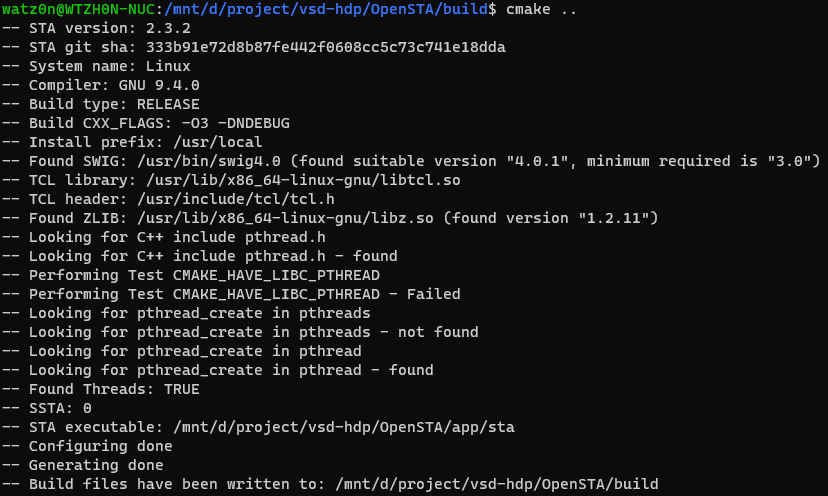 watz0n@WTZH0N-NUC:/mnt/d/project/vsd-hdp/OpenSTA/build$ cmake ..
-- STA version: 2.3.2
-- STA git sha: 333b91e72d8b87fe442f0608cc5c73c741e18dda
-- System name: Linux
-- Compiler: GNU 9.4.0
-- Build type: RELEASE
-- Build CXX_FLAGS: -O3 -DNDEBUG
-- Install prefix: /usr/local
-- Found SWIG: /usr/bin/swig4.0 (found suitable version "4.0.1", minimum required is "3.0")
-- TCL library: /usr/lib/x86_64-linux-gnu/libtcl.so
-- TCL header: /usr/include/tcl/tcl.h
-- Found ZLIB: /usr/lib/x86_64-linux-gnu/libz.so (found version "1.2.11")
-- Looking for C++ include pthread.h
-- Looking for C++ include pthread.h - found
-- Performing Test CMAKE_HAVE_LIBC_PTHREAD
-- Performing Test CMAKE_HAVE_LIBC_PTHREAD - Failed
-- Looking for pthread_create in pthreads
-- Looking for pthread_create in pthreads - not found
-- Looking for pthread_create in pthread
-- Looking for pthread_create in pthread - found
-- Found Threads: TRUE
-- SSTA: 0
-- STA executable: /mnt/d/project/vsd-hdp/OpenSTA/app/sta
-- Configuring done
-- Generating done
-- Build files have been written to: /mnt/d/project/vsd-hdp/OpenSTA/build